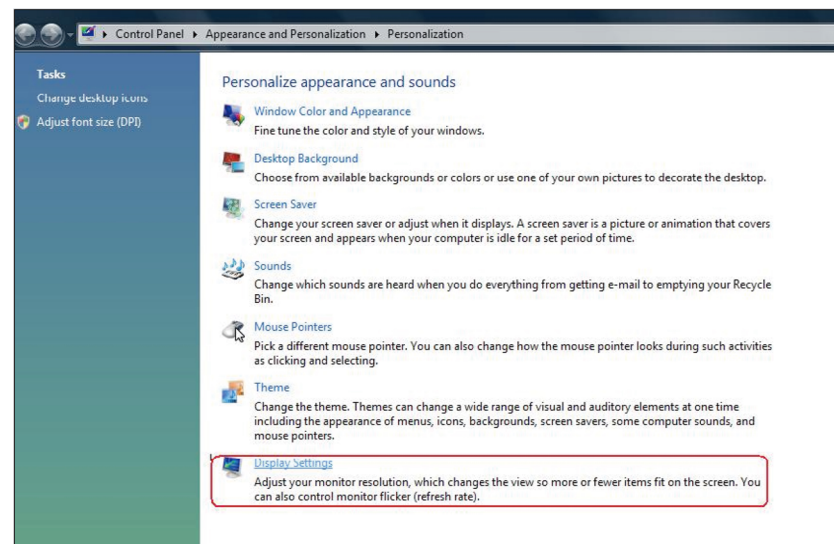 Control Panel Appearance and Personalization Personalization
Tasks
Change desktop icons
Adjust font size (DPI)
Personalize appearance and sounds
Window Color and Appearance
Fine tune the color and style of your windows.
Desktop Background
Choose from available backgrounds or colors or use one of your own pictures to decorate the desktop.
Screen Saver
Change your screen saver or adjust when it displays. A screen saver is a picture or animation that covers
your screen and appears when your computer is idle for a set period of time.
Sounds
Change which sounds are heard when you do everything from getting e-mail to emptying your Recycle
Bin.
Mouse Pointers
Pick a different mouse pointer. You can also change how the mouse pointer looks during such activities
as clicking and selecting.
Theme
Change the theme. Themes can change a wide range of visual and auditory elements at one time
including the appearance of menus, icons, backgrounds, screen savers, some computer sounds, and
mouse pointers.
Display Settings
Adjust your monitor resolution, which changes the view so more or fewer items fit on the screen. You
can also control monitor flicker (refresh rate).